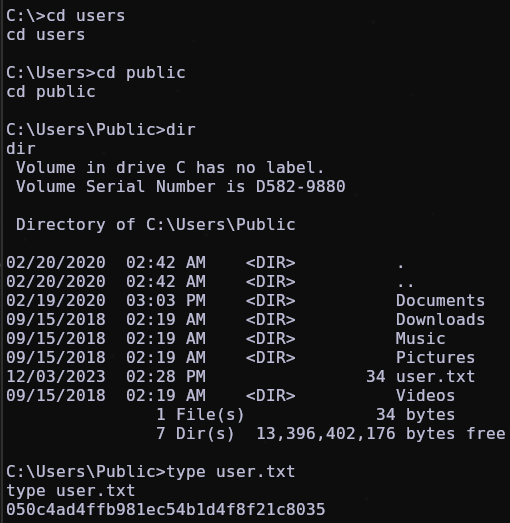 C:\>cd users
cd users
C:\Users>cd public
cd public
C:\Users\Public>dir
dir
 Volume in drive C has no label.
 Volume Serial Number is D582-9880
 Directory of C:\Users\Public
02/20/2020  02:42 AM    <DIR>          .
02/20/2020  02:42 AM    <DIR>          ..
02/19/2020  03:03 PM    <DIR>          Documents
09/15/2018  02:19 AM    <DIR>          Downloads
09/15/2018  02:19 AM    <DIR>          Music
09/15/2018  02:19 AM    <DIR>          Pictures
12/03/2023  02:28 PM                34 user.txt
09/15/2018  02:19 AM    <DIR>          Videos
               1 File(s)             34 bytes
               7 Dir(s)  13,396,402,176 bytes free
C:\Users\Public>type user.txt
type user.txt
050c4ad4ffb981ec54b1d4f8f21c8035